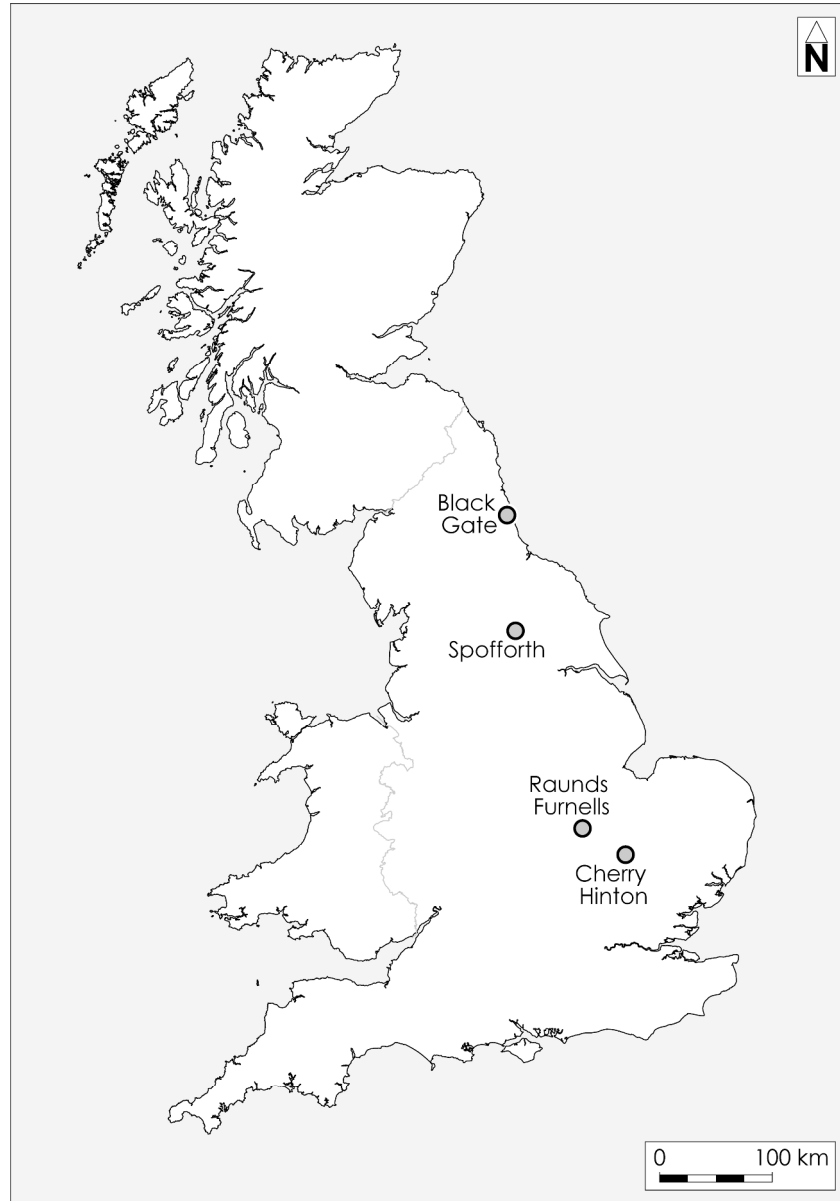 N
Black
Gate
Spofforth
Raunds
Furnells
Cherry
Hinton
0 100 km